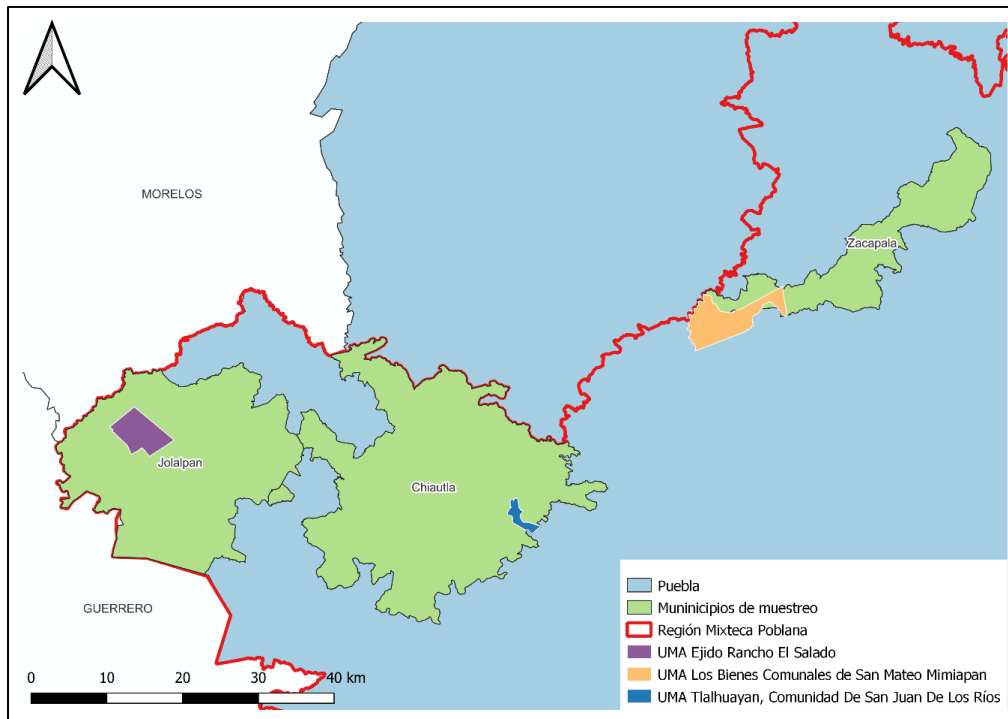 MORELOS
Zacapala
Jolalpan
Chiautla
GUERRERO
Puebla
Muninicipios de muestreo
Región Mixteca Poblana
UMA Ejido Rancho El Salado
UMA Los Bienes Comunales de San Mateo Mimiapan
UMA Tlalhuayan, Comunidad De San Juan De Los Ríos
0 10 20 30 40 km